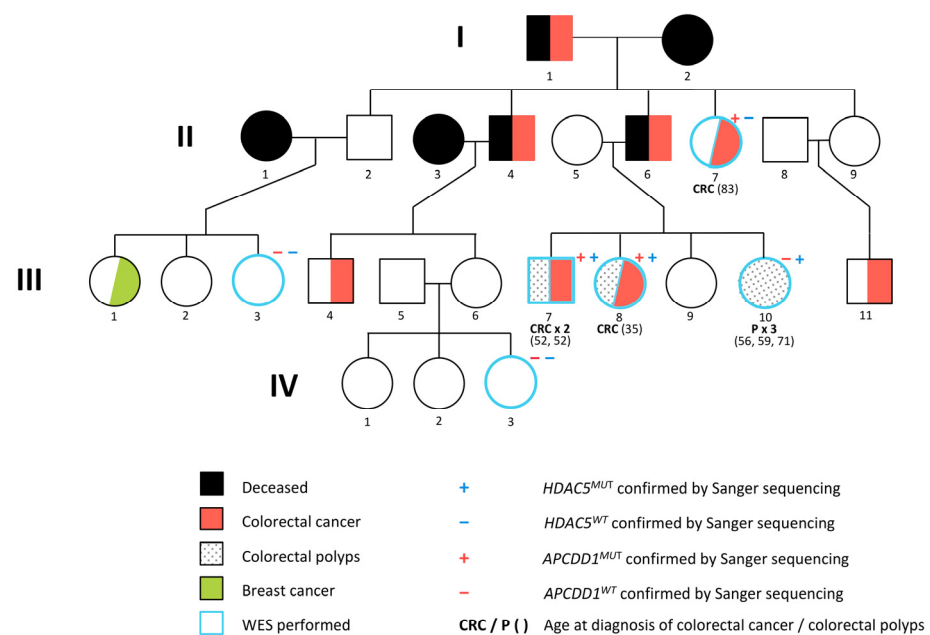 I
1 2
+ −
II
1 2 3 4 5 6 7 8 9
CRC (83)
− − + + + + − +
III
1 2 3 4 5 6 7 8 9 10 11
CRC x 2 CRC (35) P x 3
(52, 52) (56, 59, 71)
− −
IV
1 2 3
Deceased + HDAC5MUT confirmed by Sanger sequencing
Colorectal cancer − HDAC5WT confirmed by Sanger sequencing
Colorectal polyps + APCDD1MUT confirmed by Sanger sequencing
Breast cancer − APCDD1WT confirmed by Sanger sequencing
WES performed CRC / P ( ) Age at diagnosis of colorectal cancer / colorectal polyps